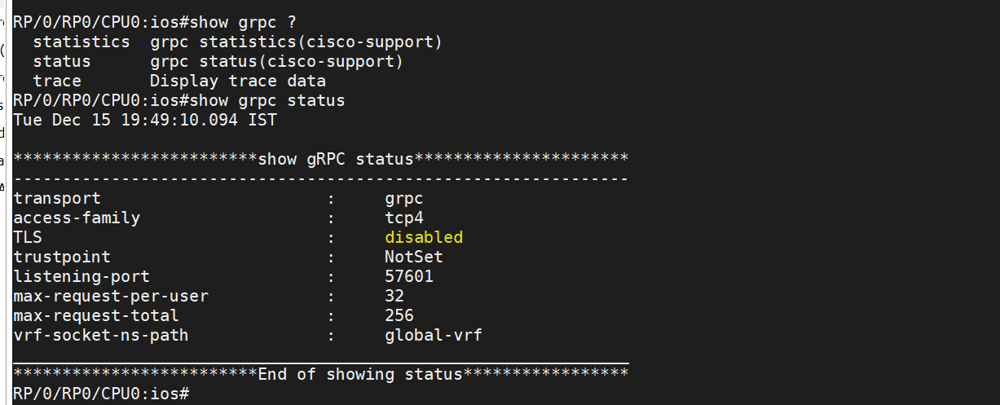 RP/0/RP0/CPU0:ios#show grpc ?
  statistics  grpc statistics(cisco-support)
  status      grpc status(cisco-support)
  trace       Display trace data
RP/0/RP0/CPU0:ios#show grpc status
Tue Dec 15 19:49:10.094 IST
*************************show gRPC status**********************
---------------------------------------------------------------
transport                       :     grpc
access-family                   :     tcp4
TLS                             :     disabled
trustpoint                      :     NotSet
listening-port                  :     57601
max-request-per-user            :     32
max-request-total               :     256
vrf-socket-ns-path              :     global-vrf
_______________________________________________________________
*************************End of showing status*****************
RP/0/RP0/CPU0:ios#